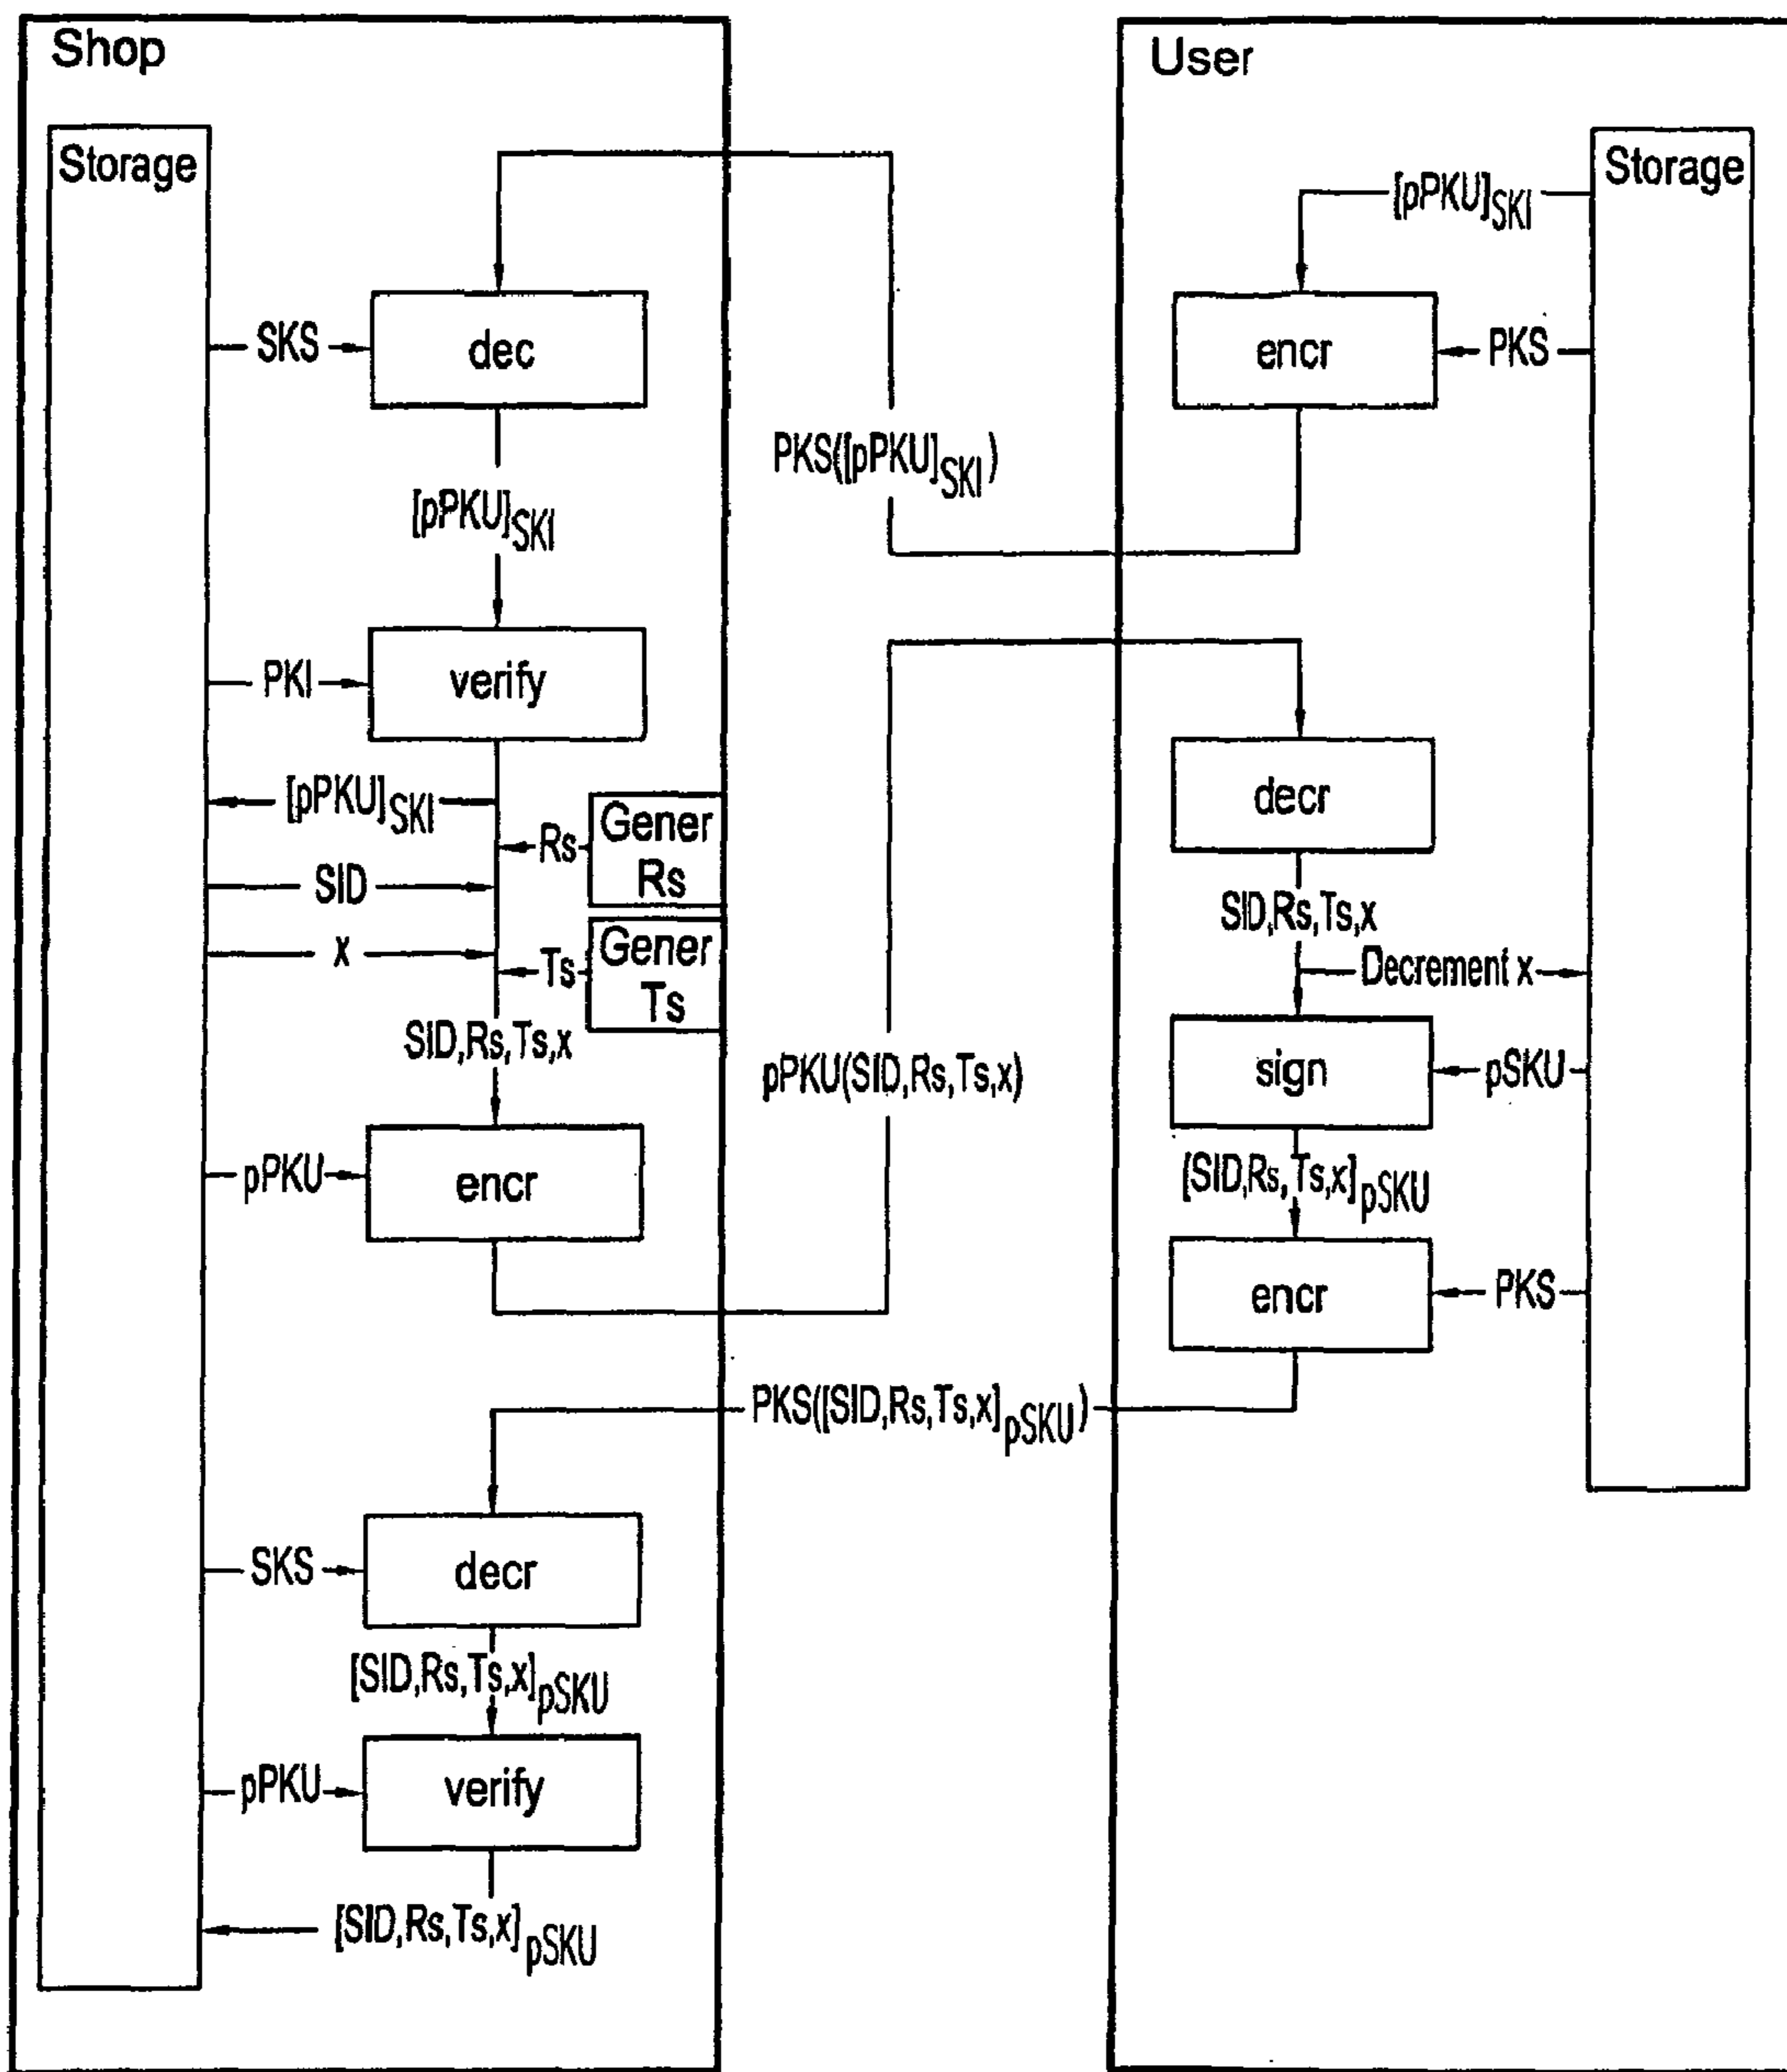 Shop
User
Storage
Storage
[pPKU]SKI
SKS
dec
encr
PKS
PKS([pPKU]SKI)
[pPKU]SKI
PKI
verify
[pPKU]SKI
Rs
Gener
Rs
SID
x
Ts
Gener
Ts
SID,Rs,Ts,x
pPKU
encr
pPKU(SID,Rs,Ts,x)
decr
SID,Rs,Ts,x
Decrement x
sign
pSKU
[SID,Rs,Ts,x]pSKU
encr
PKS
PKS([SID,Rs,Ts,x]pSKU)
SKS
decr
[SID,Rs,Ts,x]pSKU
pPKU
verify
[SID,Rs,Ts,x]pSKU